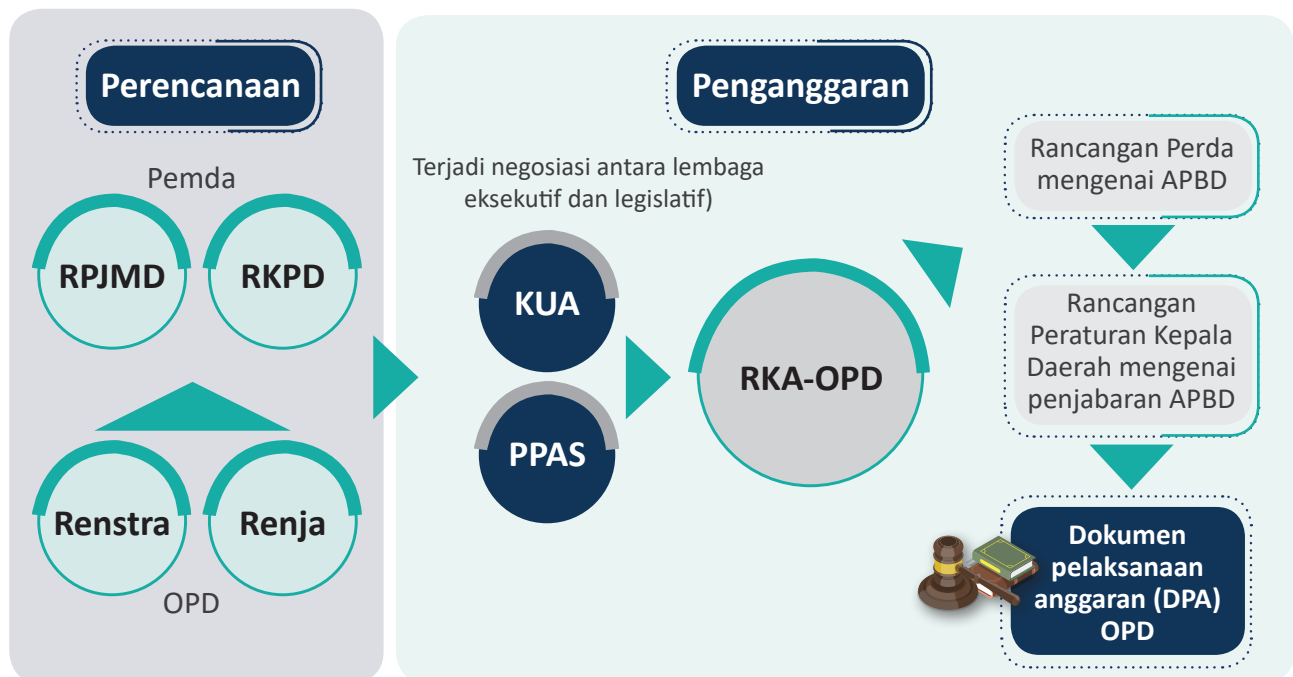 Perencanaan
Pemda
RPJMD
RKPD
Renstra
Renja
OPD
Penganggaran
Terjadi negosiasi antara lembaga
eksekutif dan legislatif)
KUA
PPAS
RKA-OPD
Rancangan Perda
mengenai APBD
Rancangan
Peraturan Kepala
Daerah mengenai
penjabaran APBD
Dokumen
pelaksanaan
anggaran (DPA)
OPD